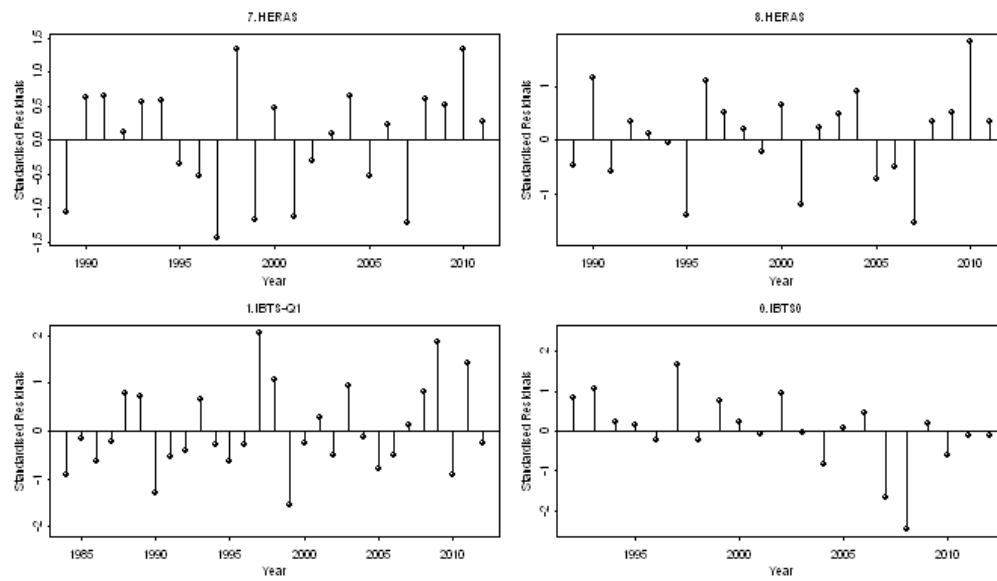 7.HERAS
Standardised Residuals
1.5
1.0
0.5
0.0
−0.5
−1.0
−1.5
1990 1995 2000 2005 2010
Year
8.HERAS
Standardised Residuals
1
0
−1
1990 1995 2000 2005 2010
Year
1.IBTS-Q1
Standardised Residuals
2
1
0
−1
−2
1985 1990 1995 2000 2005 2010
Year
0.IBTS0
Standardised Residuals
2
1
0
−1
−2
1995 2000 2005 2010
Year